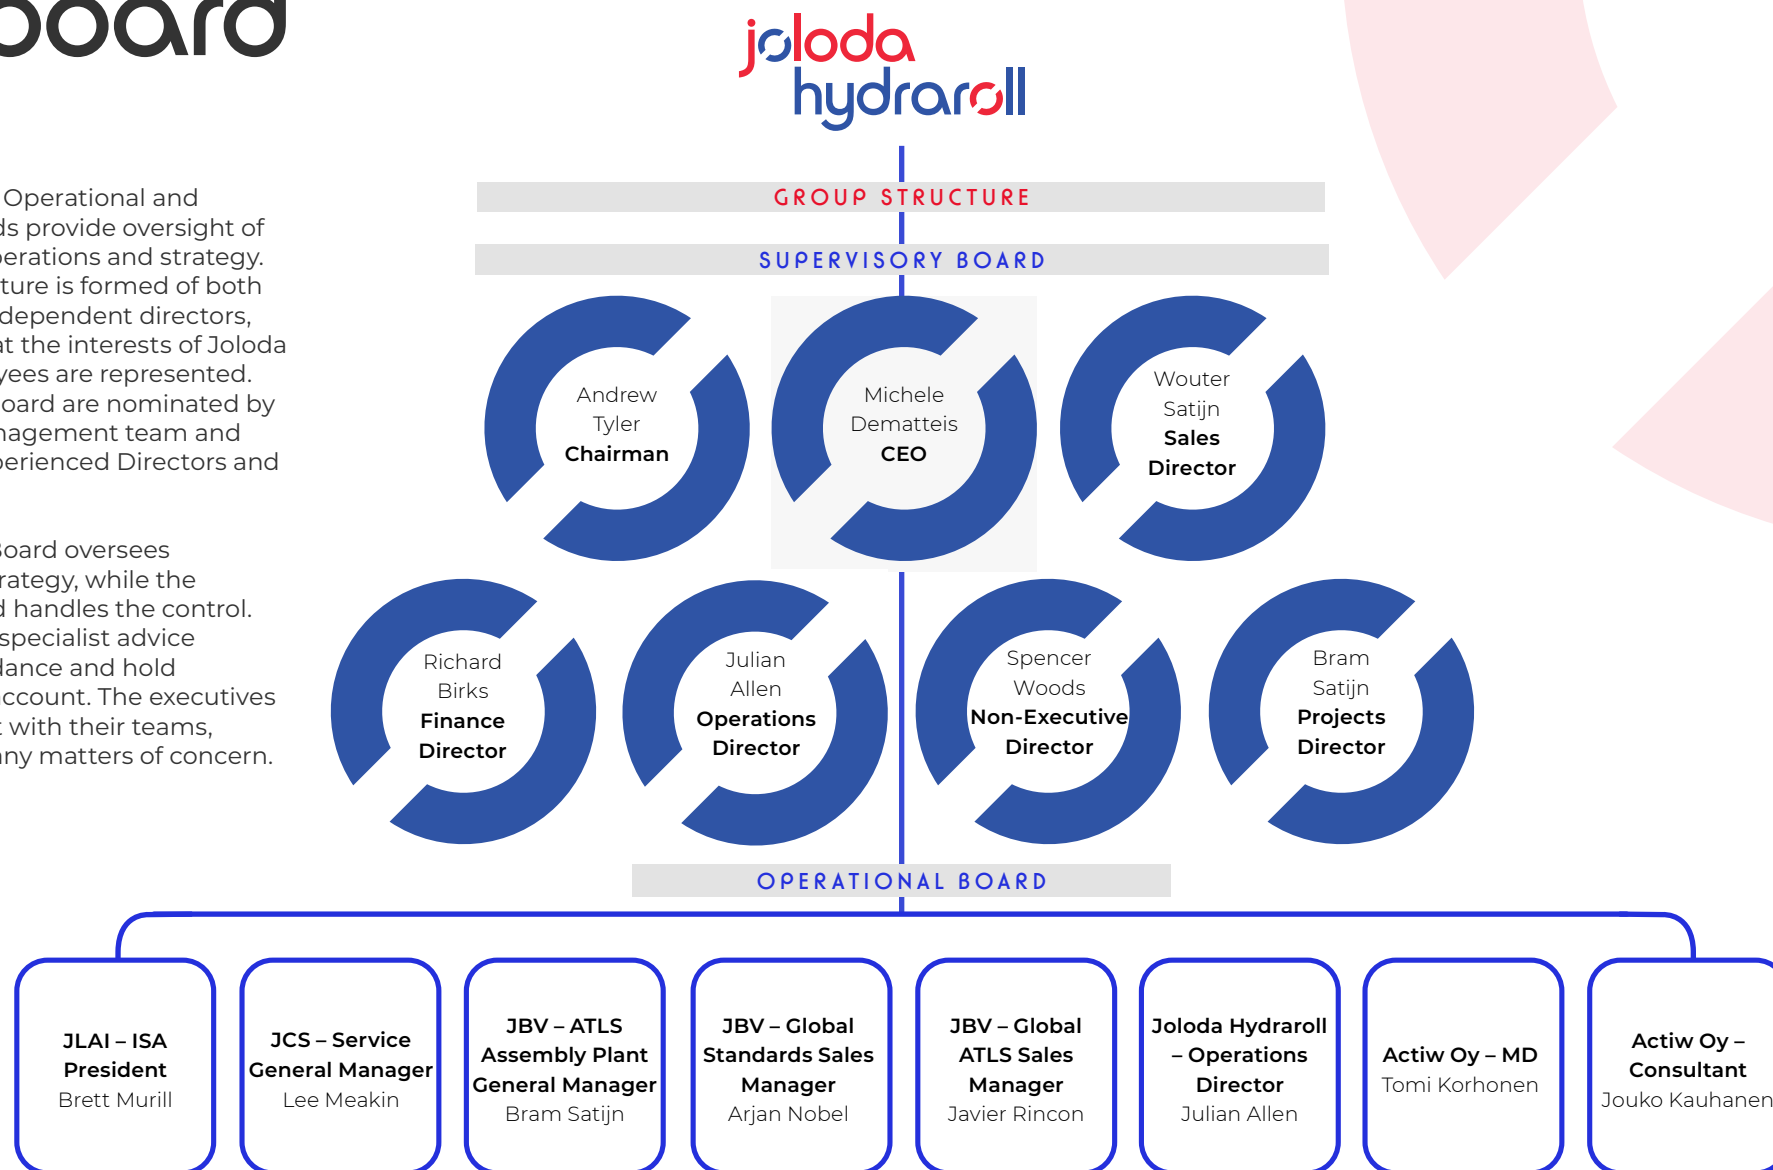 board
Operational and
ds provide oversight of
perations and strategy.
ture is formed of both
dependent directors,
at the interests of Joloda
yees are represented.
oard are nominated by
nagement team and
perienced Directors and
Board oversees
rategy, while the
d handles the control.
specialist advice
dance and hold
account. The executives
t with their teams,
any matters of concern.
joloda
hydraroll
GROUP STRUCTURE
SUPERVISORY BOARD
Andrew
Tyler
Chairman
Michele
Dematteis
CEO
Wouter
Satijn
Sales
Director
Richard
Birks
Finance
Director
Julian
Allen
Operations
Director
Spencer
Woods
Non-Executive
Director
Bram
Satijn
Projects
Director
OPERATIONAL BOARD
JLAI – ISA
President
Brett Murill
JCS – Service
General Manager
Lee Meakin
JBV – ATLS
Assembly Plant
General Manager
Bram Satijn
JBV – Global
Standards Sales
Manager
Arjan Nobel
JBV – Global
ATLS Sales
Manager
Javier Rincon
Joloda Hydraroll
– Operations
Director
Julian Allen
Actiw Oy – MD
Tomi Korhonen
Actiw Oy –
Consultant
Jouko Kauhanen